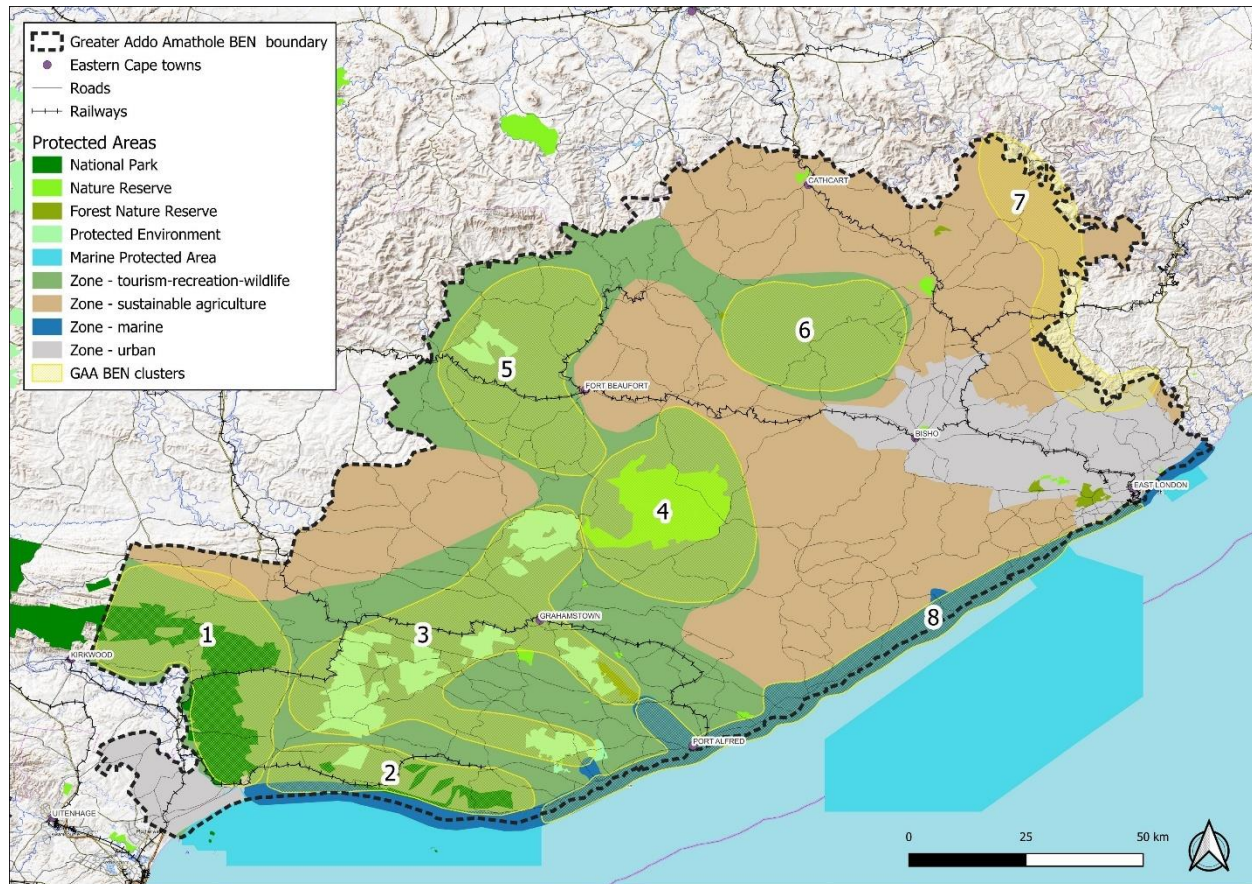 Greater Addo Amathole BEN boundary
Eastern Cape towns
Roads
Railways
Protected Areas
National Park
Nature Reserve
Forest Nature Reserve
Protected Environment
Marine Protected Area
Zone - tourism-recreation-wildlife
Zone - sustainable agriculture
Zone - marine
Zone - urban
GAA BEN clusters
CATHCART
7
6
5
FORT BEAUFORT
BISHO
EAST LONDON
4
GRAHAMSTOWN
8
1
3
KIRKWOOD
PORT ALFRED
2
UITENHAGE
0 25 50 km